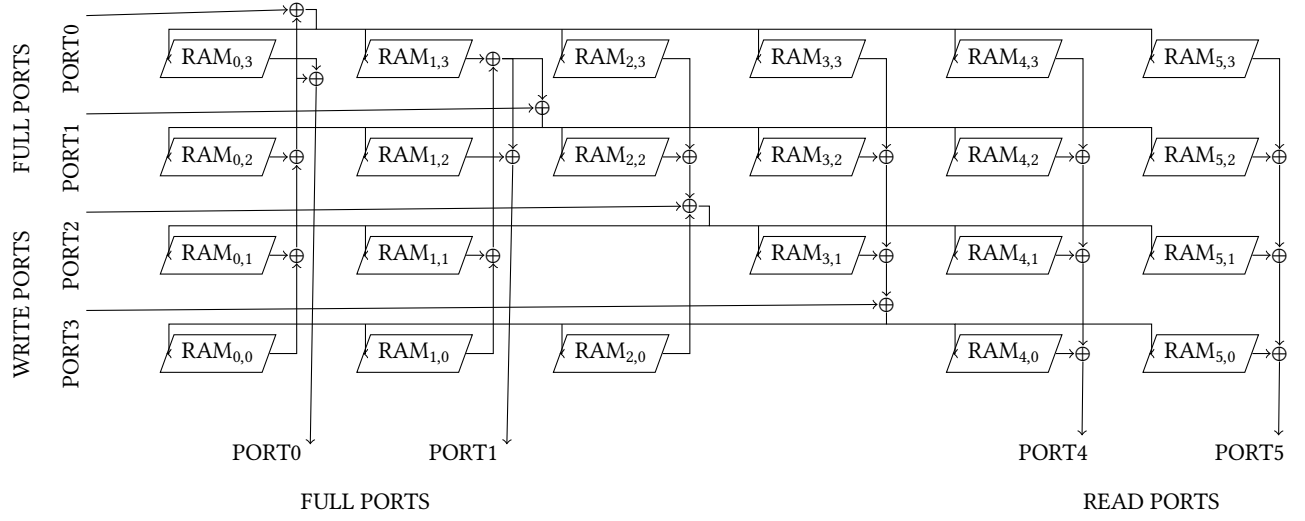 FULL PORTS
WRITE PORTS
PORT0
PORT1
PORT2
PORT3
RAM0,3 RAM1,3 RAM2,3 RAM3,3 RAM4,3 RAM5,3
RAM0,2 RAM1,2 RAM2,2 RAM3,2 RAM4,2 RAM5,2
RAM0,1 RAM1,1 RAM3,1 RAM4,1 RAM5,1
RAM0,0 RAM1,0 RAM2,0 RAM4,0 RAM5,0
PORT0 PORT1 PORT4 PORT5
FULL PORTS READ PORTS